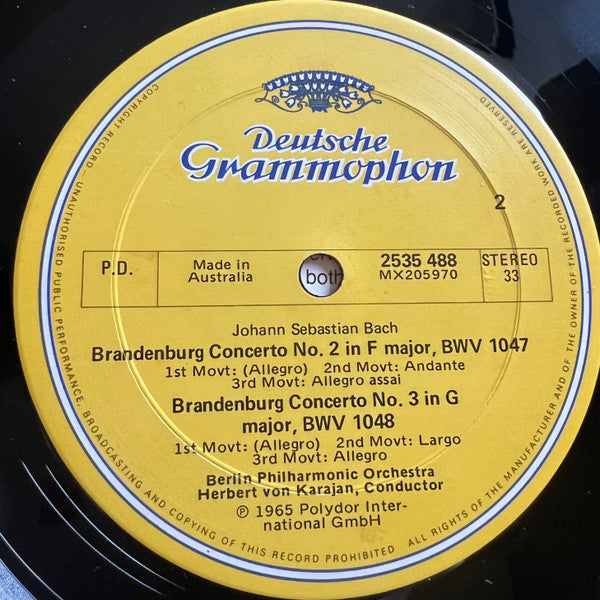 Deutsche
Grammophon
2
P.D.
Made in
Australia
both
2535 488
MX205970
STEREO
33
Johann Sebastian Bach
Brandenburg Concerto No. 2 in F major, BWV 1047
1st Movt: (Allegro) 2nd Movt: Andante
3rd Movt: Allegro assai
Brandenburg Concerto No. 3 in G
major, BWV 1048
1st Movt: (Allegro) 2nd Movt: Largo
3rd Movt: Allegro
Berlin Philharmonic Orchestra
Herbert von Karajan, Conductor
℗ 1965 Polydor Inter-
national GmbH
COPYRIGHT RECORD. UNAUTHORISED PUBLIC PERFORMANCE, BROADCASTING AND COPYING OF THIS RECORD PROHIBITED. ALL RIGHTS OF THE MANUFACTURER AND OF THE OWNER OF THE RECORDED WORK RESERVED.